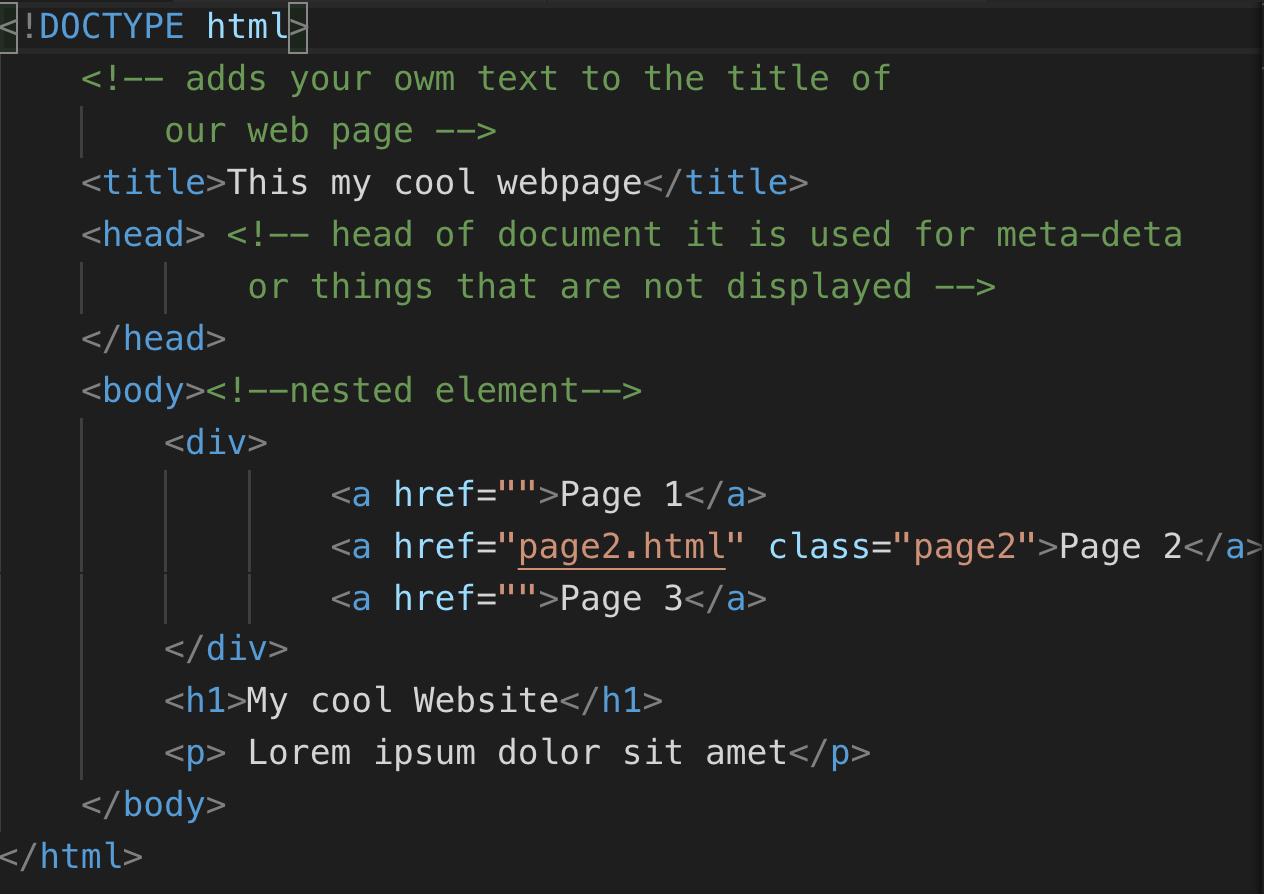 <!DOCTYPE html>
<!-- adds your owm text to the title of
our web page -->
<title>This my cool webpage</title>
<head> <!-- head of document it is used for meta-deta
or things that are not displayed -->
</head>
<body><!--nested element-->
<div>
<a href="">Page 1</a>
<a href="page2.html" class="page2">Page 2</a>
<a href="">Page 3</a>
</div>
<h1>My cool Website</h1>
<p> Lorem ipsum dolor sit amet</p>
</body>
</html>